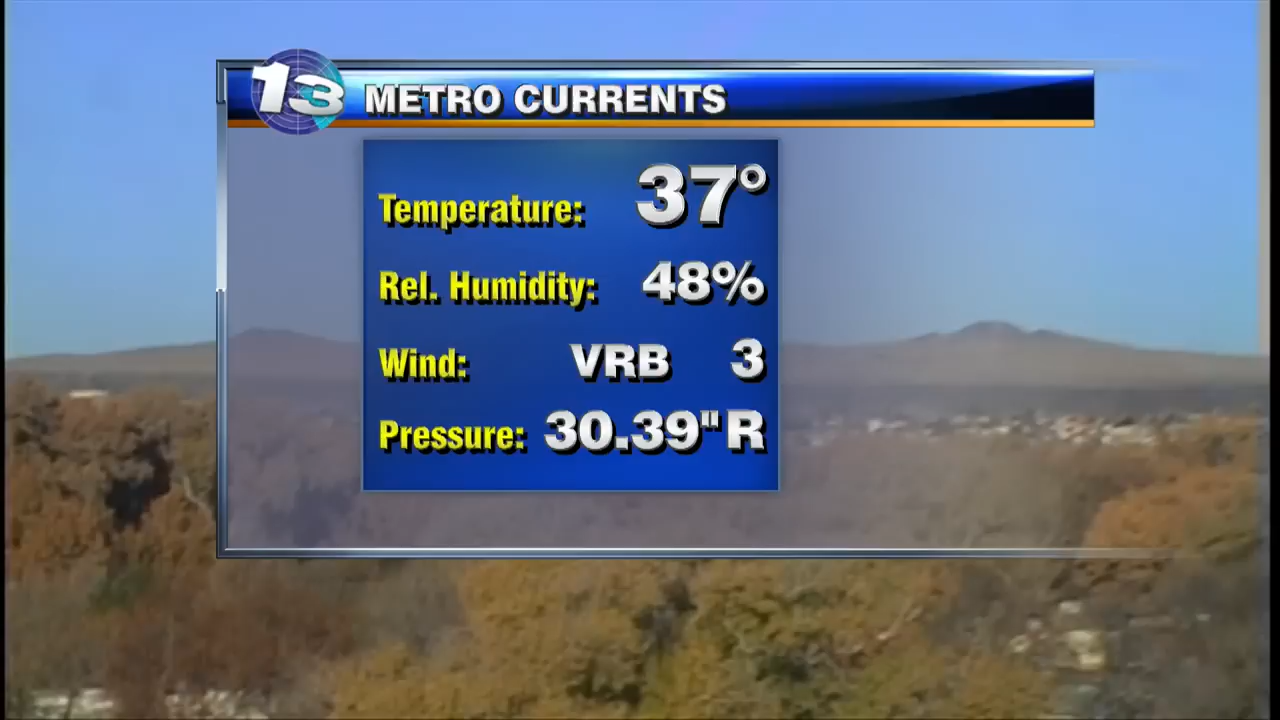 13 METRO CURRENTS
Temperature: 37°
Rel. Humidity: 48%
Wind: VRB 3
Pressure: 30.39" R